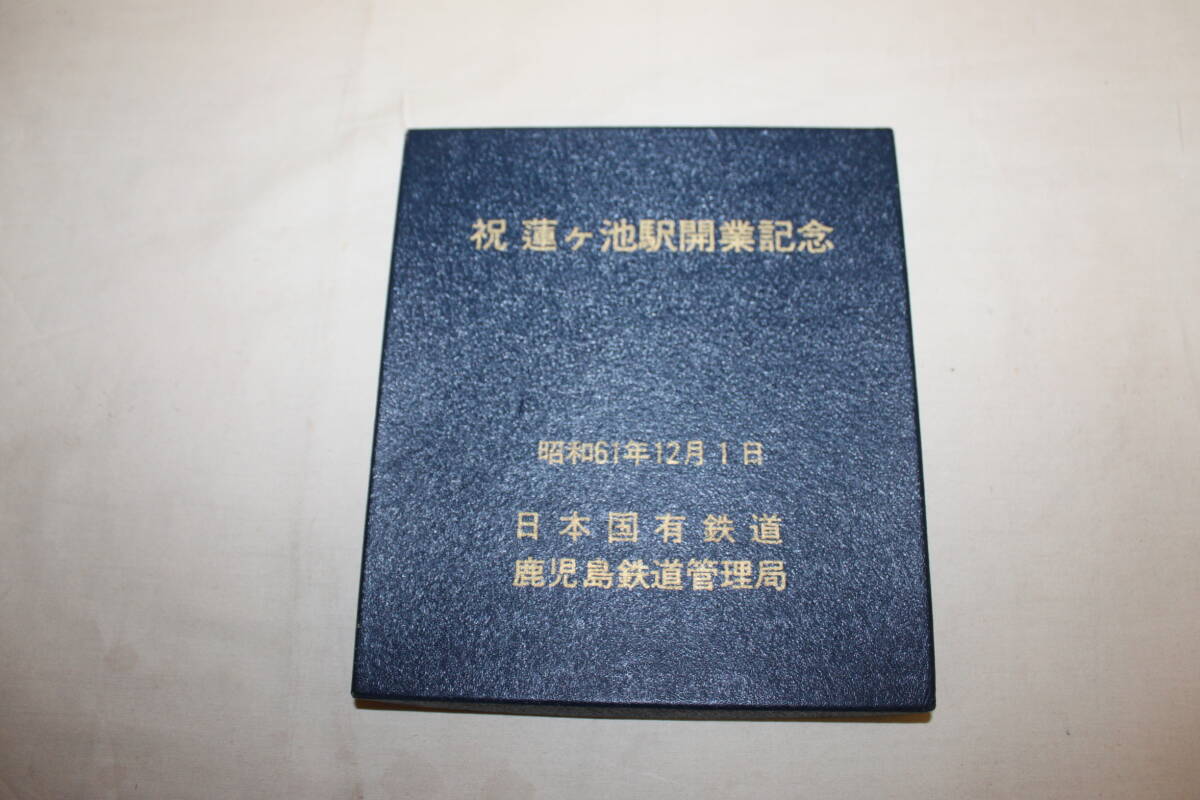 祝 蓮ヶ池駅開業記念
昭和61年12月1日
日本国有鉄道
鹿児島鉄道管理局